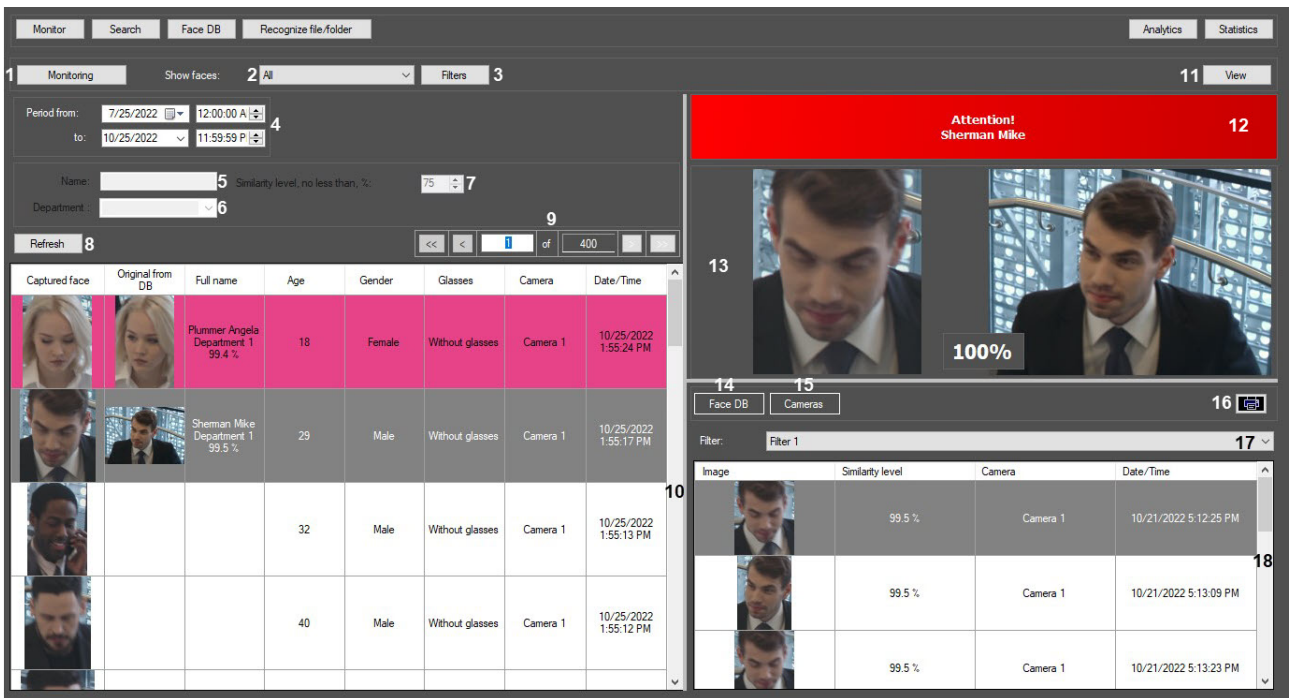 Monitor Search Face DB Recognize file/folder Analytics Statistics
1 Monitoring Show faces: 2 All Filters 3 11 View
Period from: 7/25/2022 12:00:00 A
to: 10/25/2022 11:59:59 P 4
Name: 5 Similarity level, no less than, %: 75 7
Department : 6
Refresh 8
9
<< < 1 of 400 > >>
Captured face Original from DB Full name Age Gender Glasses Camera Date/Time
Plummer Angela
Department 1
99.4 %
18 Female Without glasses Camera 1 10/25/2022
1:55:24 PM
Sherman Mike
Department 1
99.5 %
29 Male Without glasses Camera 1 10/25/2022
1:55:17 PM
32 Male Without glasses Camera 1 10/25/2022
1:55:13 PM
40 Male Without glasses Camera 1 10/25/2022
1:55:12 PM
10
Attention!
Sherman Mike
12
13
100%
14 15
Face DB Cameras 16
Filter: Filter 1 17
Image Similarity level Camera Date/Time
99.5 % Camera 1 10/21/2022 5:12:25 PM
18
99.5 % Camera 1 10/21/2022 5:13:09 PM
99.5 % Camera 1 10/21/2022 5:13:23 PM